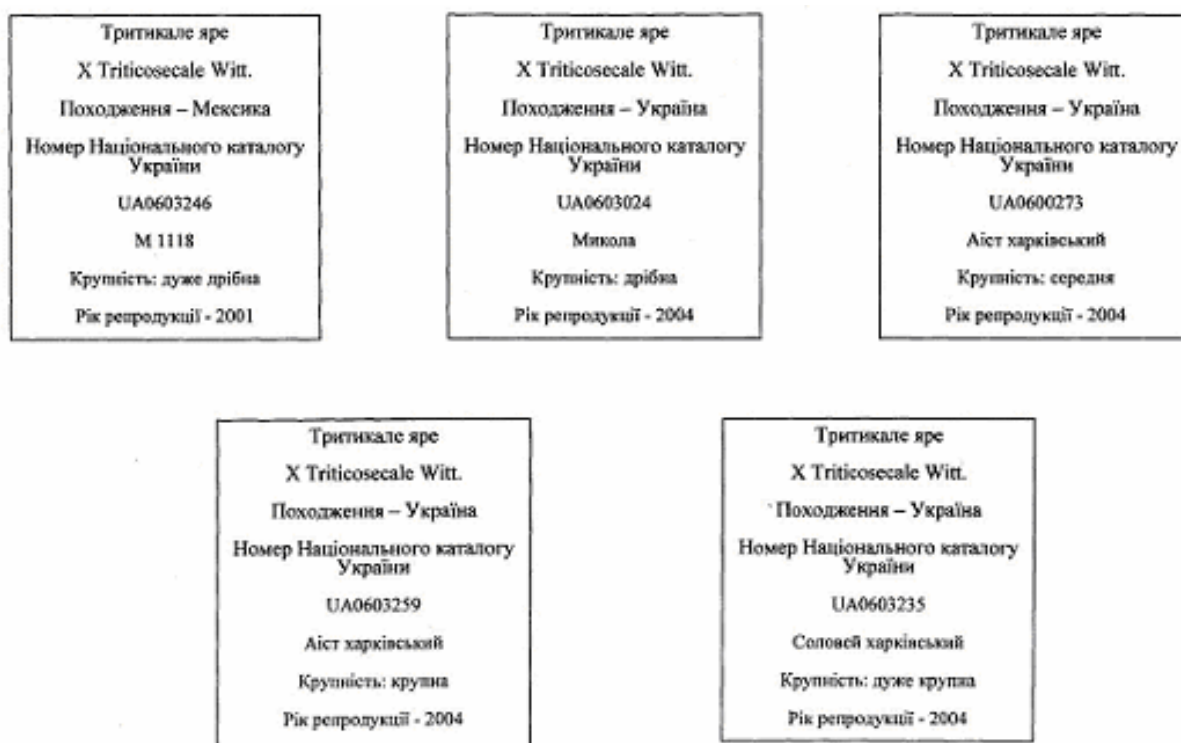 Тритикале яре
X Triticosecale Witt.
Походження – Мексика
Номер Національного каталогу
України
UA0603246
М 1118
Крупність: дуже дрібна
Рік репродукції - 2001
Тритикале яре
X Triticosecale Witt.
Походження – Україна
Номер Національного каталогу
України
UA0603024
Микола
Крупність: дрібна
Рік репродукції - 2004
Тритикале яре
X Triticosecale Witt.
Походження – Україна
Номер Національного каталогу
України
UA0600273
Аіст харківський
Крупність: середня
Рік репродукції - 2004
Тритикале яре
X Triticosecale Witt.
Походження – Україна
Номер Національного каталогу
України
UA0603259
Аіст харківський
Крупність: крупна
Рік репродукції - 2004
Тритикале яре
X Triticosecale Witt.
Походження – Україна
Номер Національного каталогу
України
UA0603235
Соловей харківський
Крупність: дуже крупна
Рік репродукції - 2004